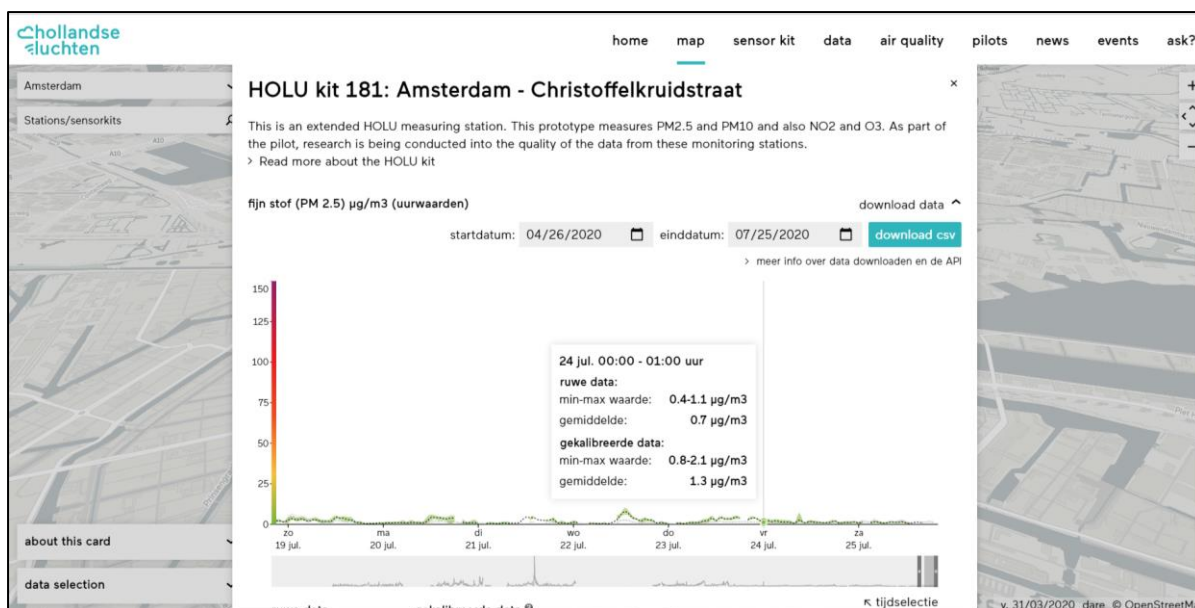 hollandse
luchten
home map sensor kit data air quality pilots news events ask?
Amsterdam
Stations/sensorkits
A10
A10
HOLU kit 181: Amsterdam - Christoffelkruidstraat
×
This is an extended HOLU measuring station. This prototype measures PM2.5 and PM10 and also NO2 and O3. As part of
the pilot, research is being conducted into the quality of the data from these monitoring stations.
> Read more about the HOLU kit
fijn stof (PM 2.5) µg/m3 (uurwaarden)
download data
startdatum: 04/26/2020 einddatum: 07/25/2020 download csv
> meer info over data downloaden en de API
150
125
100
75
50
25
0
24 jul. 00:00 - 01:00 uur
ruwe data:
min-max waarde: 0.4-1.1 µg/m3
gemiddelde: 0.7 µg/m3
gekalibreerde data:
min-max waarde: 0.8-2.1 µg/m3
gemiddelde: 1.3 µg/m3
zo ma di wo do vr za
19 jul. 20 jul. 21 jul. 22 jul. 23 jul. 24 jul. 25 jul.
tijdselectie
ruwe data gekalibreerde data
about this card
data selection
+
−
v. 31/03/2020 dare © OpenStreetM